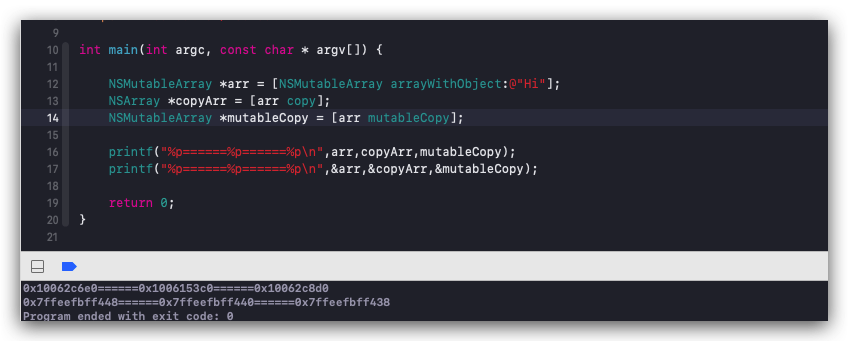 9
10 int main(int argc, const char * argv[]) {
11
12 NSMutableArray *arr = [NSMutableArray arrayWithObject:@"Hi"];
13 NSArray *copyArr = [arr copy];
14 NSMutableArray *mutableCopy = [arr mutableCopy];
15
16 printf("%p======%p======%p\n",arr,copyArr,mutableCopy);
17 printf("%p======%p======%p\n",&arr,&copyArr,&mutableCopy);
18
19 return 0;
20 }
21
0x10062c6e0======0x1006153c0======0x10062c8d0
0x7ffeefbff448======0x7ffeefbff440======0x7ffeefbff438
Program ended with exit code: 0